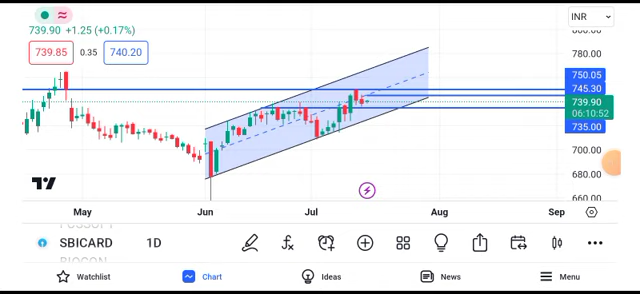 INR
739.90 +1.25 (+0.17%)
739.85 0.35 740.20
780.00
750.05
745.30
739.90
06:10:52
735.00
700.00
680.00
660.00
May Jun Jul Aug Sep
SBICARD 1D
Watchlist Chart Ideas News Menu